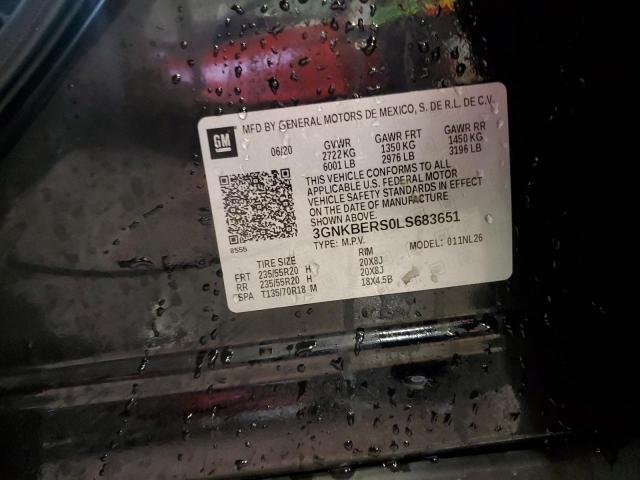 GM
MFD BY GENERAL MOTORS DE MEXICO, S. DE R.L. DE C.V.
06/20 GVWR GAWR FRT GAWR RR
2722 KG 1350 KG 1450 KG
6001 LB 2976 LB 3196 LB
THIS VEHICLE CONFORMS TO ALL
APPLICABLE U.S. FEDERAL MOTOR
VEHICLE SAFETY STANDARDS IN EFFECT
ON THE DATE OF MANUFACTURE
SHOWN ABOVE.
3GNKBERS0LS683651
8555
TYPE: M.P.V. MODEL: 011NL26
TIRE SIZE RIM
FRT 235/55R20 H 20X8J
RR 235/55R20 H 20X8J
SPA T135/70R18 M 18X4.5B